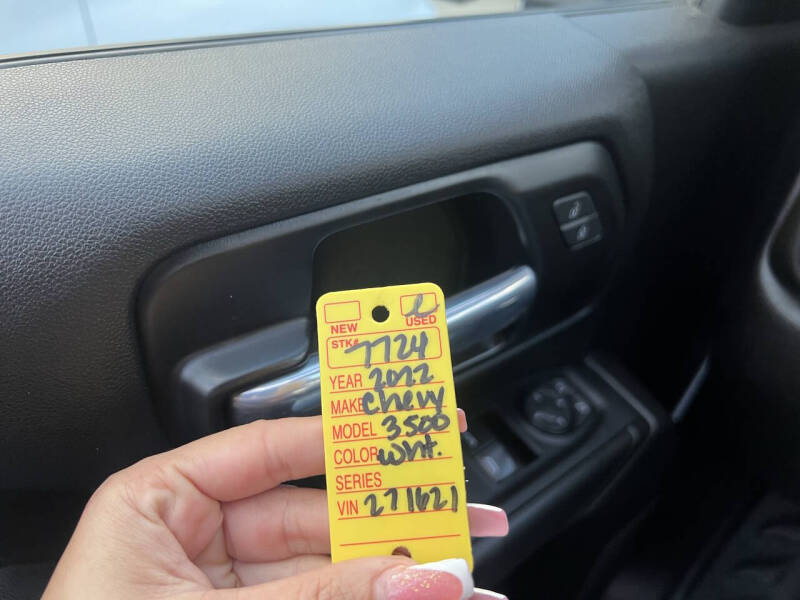 NEW USED
STK# 7724
YEAR 2022
MAKE Chevy
MODEL 3500
COLOR wht.
SERIES
VIN 271621